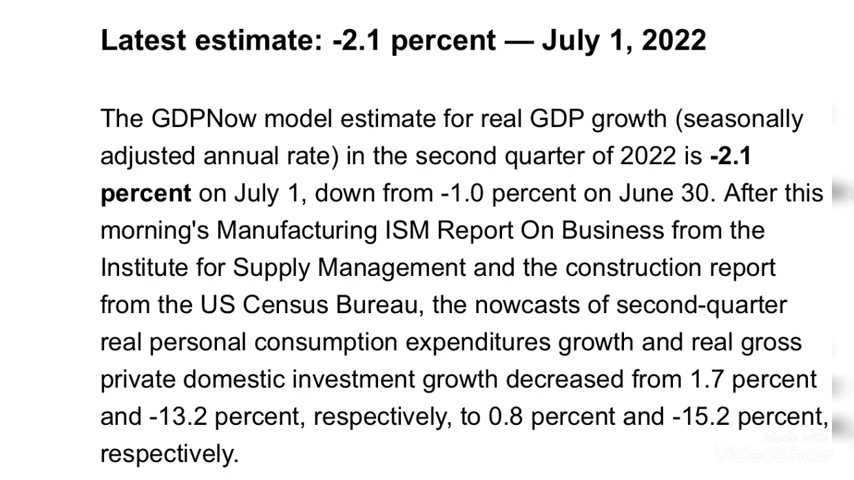 Latest estimate: -2.1 percent — July 1, 2022
The GDPNow model estimate for real GDP growth (seasonally
adjusted annual rate) in the second quarter of 2022 is -2.1
percent on July 1, down from -1.0 percent on June 30. After this
morning's Manufacturing ISM Report On Business from the
Institute for Supply Management and the construction report
from the US Census Bureau, the nowcasts of second-quarter
real personal consumption expenditures growth and real gross
private domestic investment growth decreased from 1.7 percent
and -13.2 percent, respectively, to 0.8 percent and -15.2 percent,
respectively.
Made with
VideoShow